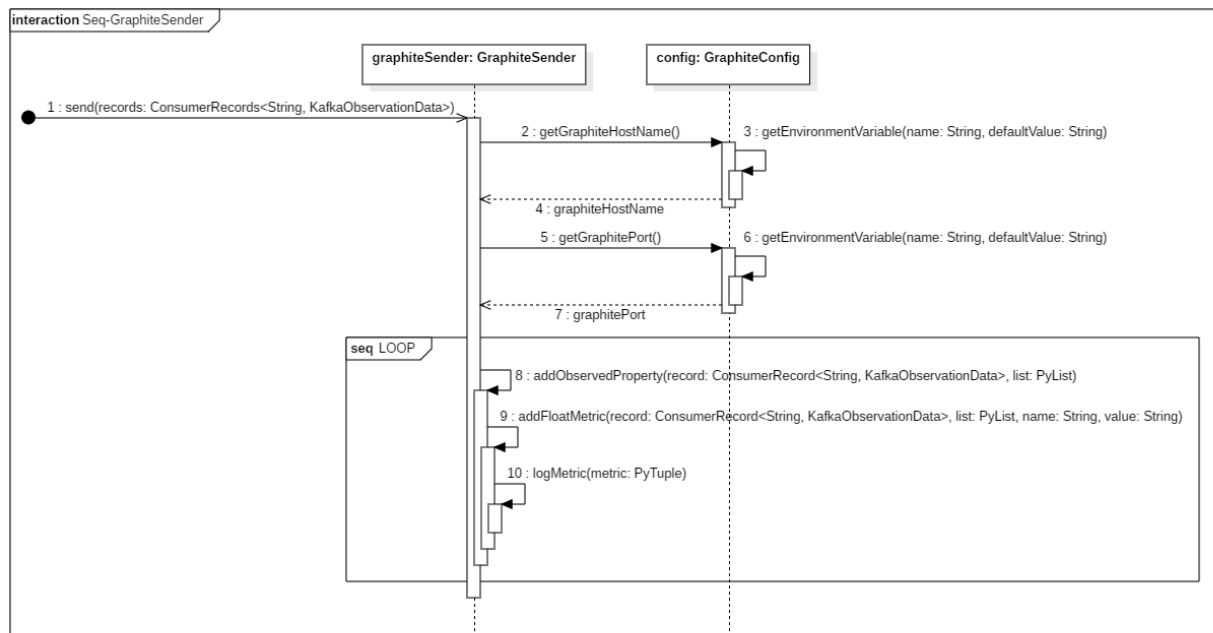 interaction Seq-GraphiteSender
graphiteSender: GraphiteSender
config: GraphiteConfig
1 : send(records: ConsumerRecords<String, KafkaObservationData>)
2 : getGraphiteHostName()
3 : getEnvironmentVariable(name: String, defaultValue: String)
4 : graphiteHostName
5 : getGraphitePort()
6 : getEnvironmentVariable(name: String, defaultValue: String)
7 : graphitePort
seq LOOP
8 : addObservedProperty(record: ConsumerRecord<String, KafkaObservationData>, list: PyList)
9 : addFloatMetric(record: ConsumerRecord<String, KafkaObservationData>, list: PyList, name: String, value: String)
10 : logMetric(metric: PyTuple)